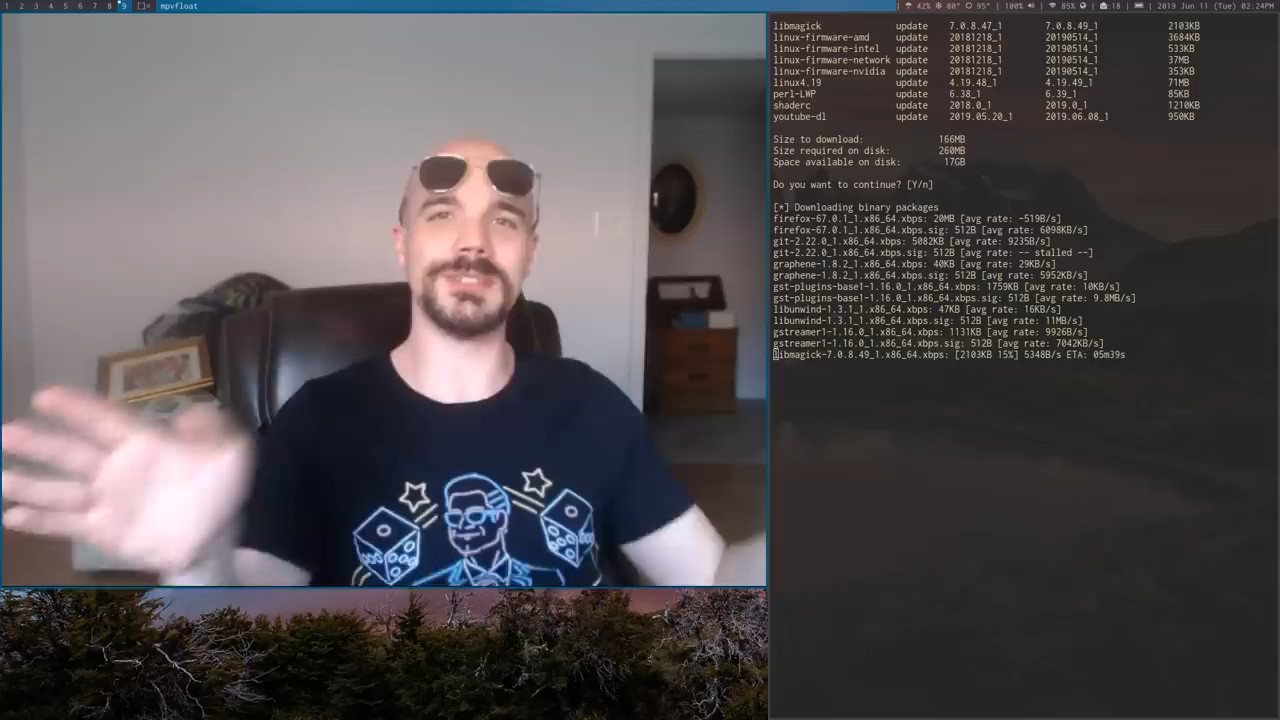 1 2 3 4 5 6 7 8 9 []= mpvfloat
42% 80° 95° | 100% | 85% | :18 | | 2019 Jun 11 (Tue) 02:24PM
libmagick update 7.0.8.47_1 7.0.8.49_1 2103KB
linux-firmware-amd update 20181218_1 20190514_1 3684KB
linux-firmware-intel update 20181218_1 20190514_1 533KB
linux-firmware-network update 20181218_1 20190514_1 37MB
linux-firmware-nvidia update 20181218_1 20190514_1 353KB
linux4.19 update 4.19.48_1 4.19.49_1 71MB
perl-LWP update 6.38_1 6.39_1 85KB
shaderc update 2018.0_1 2019.0_1 1210KB
youtube-dl update 2019.05.20_1 2019.06.08_1 950KB
Size to download: 166MB
Size required on disk: 260MB
Space available on disk: 17GB
Do you want to continue? [Y/n]
[*] Downloading binary packages
firefox-67.0.1_1.x86_64.xbps: 20MB [avg rate: -519B/s]
firefox-67.0.1_1.x86_64.xbps.sig: 512B [avg rate: 6098KB/s]
git-2.22.0_1.x86_64.xbps: 5082KB [avg rate: 9235B/s]
git-2.22.0_1.x86_64.xbps.sig: 512B [avg rate: -- stalled --]
graphene-1.8.2_1.x86_64.xbps: 40KB [avg rate: 29KB/s]
graphene-1.8.2_1.x86_64.xbps.sig: 512B [avg rate: 5952KB/s]
gst-plugins-base1-1.16.0_1.x86_64.xbps: 1759KB [avg rate: 10KB/s]
gst-plugins-base1-1.16.0_1.x86_64.xbps.sig: 512B [avg rate: 9.8MB/s]
libunwind-1.3.1_1.x86_64.xbps: 47KB [avg rate: 16KB/s]
libunwind-1.3.1_1.x86_64.xbps.sig: 512B [avg rate: 11MB/s]
gstreamer1-1.16.0_1.x86_64.xbps: 1131KB [avg rate: 9926B/s]
gstreamer1-1.16.0_1.x86_64.xbps.sig: 512B [avg rate: 7042KB/s]
libmagick-7.0.8.49_1.x86_64.xbps: [2103KB 15%] 5348B/s ETA: 05m39s